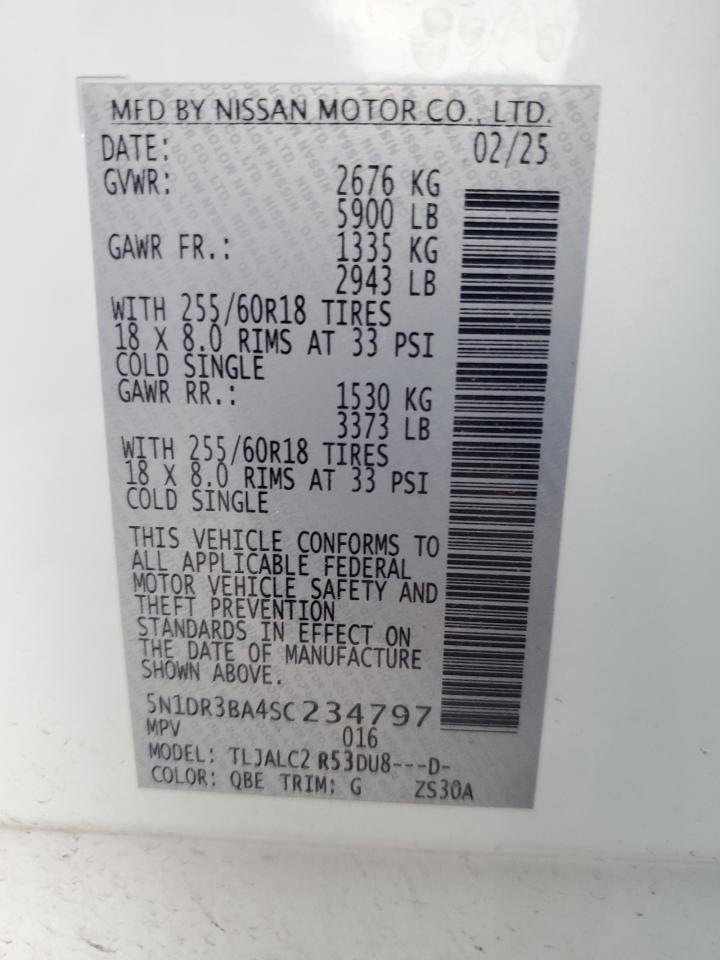 MFD BY NISSAN MOTOR CO., LTD.
DATE: 02/25
GVWR: 2676 KG
5900 LB
GAWR FR.: 1335 KG
2943 LB
WITH 255/60R18 TIRES
18 X 8.0 RIMS AT 33 PSI
COLD SINGLE
GAWR RR.: 1530 KG
3373 LB
WITH 255/60R18 TIRES
18 X 8.0 RIMS AT 33 PSI
COLD SINGLE
THIS VEHICLE CONFORMS TO
ALL APPLICABLE FEDERAL
MOTOR VEHICLE SAFETY AND
THEFT PREVENTION
STANDARDS IN EFFECT ON
THE DATE OF MANUFACTURE
SHOWN ABOVE.
5N1DR3BA4SC234797
MPV 016
MODEL: TLJALC2 R53DU8---D-
COLOR: QBE TRIM: G ZS30A